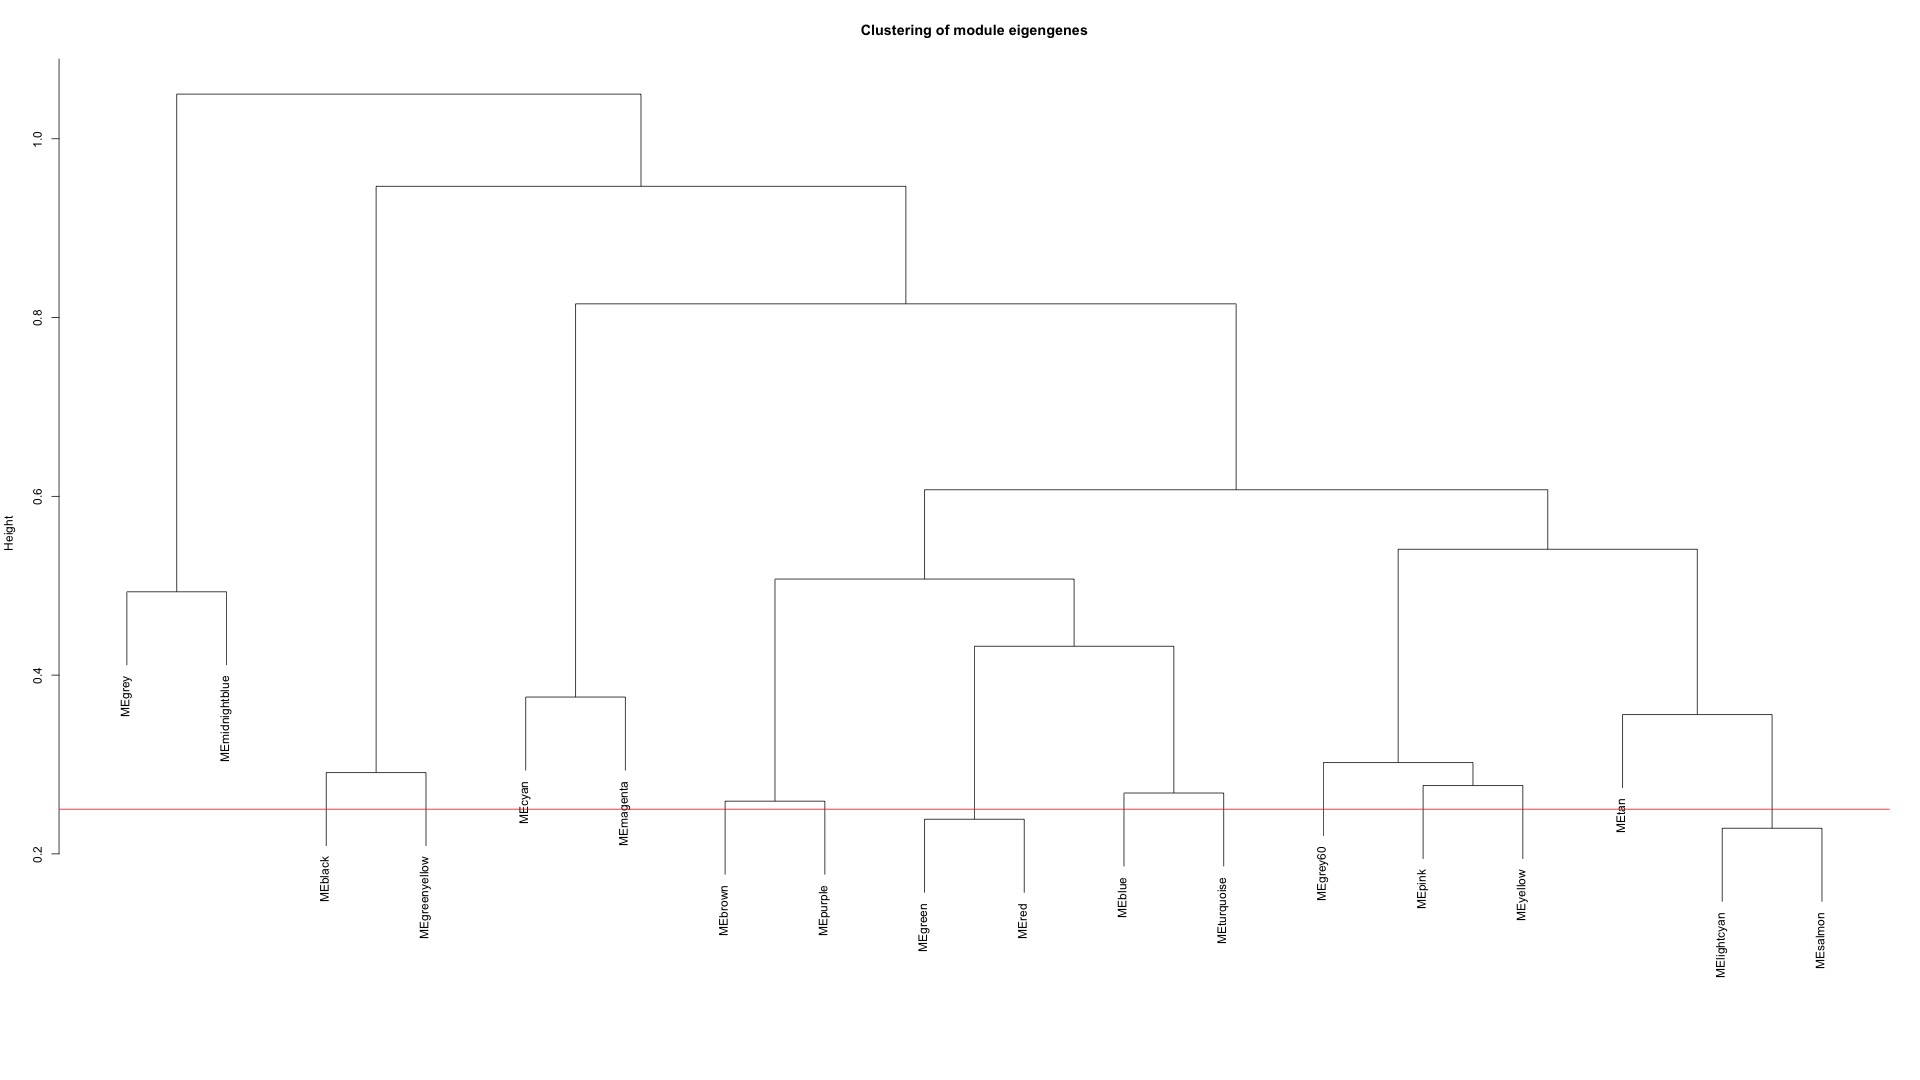 Clustering of module eigengenes
Height
1.0
0.8
0.6
0.4
0.2
MEgrey
MEmidnightblue
MEblack
MEgreenyellow
MEcyan
MEmagenta
MEbrown
MEpurple
MEgreen
MEred
MEblue
MEturquoise
MEgrey60
MEpink
MEyellow
MEtan
MElightcyan
MEsalmon